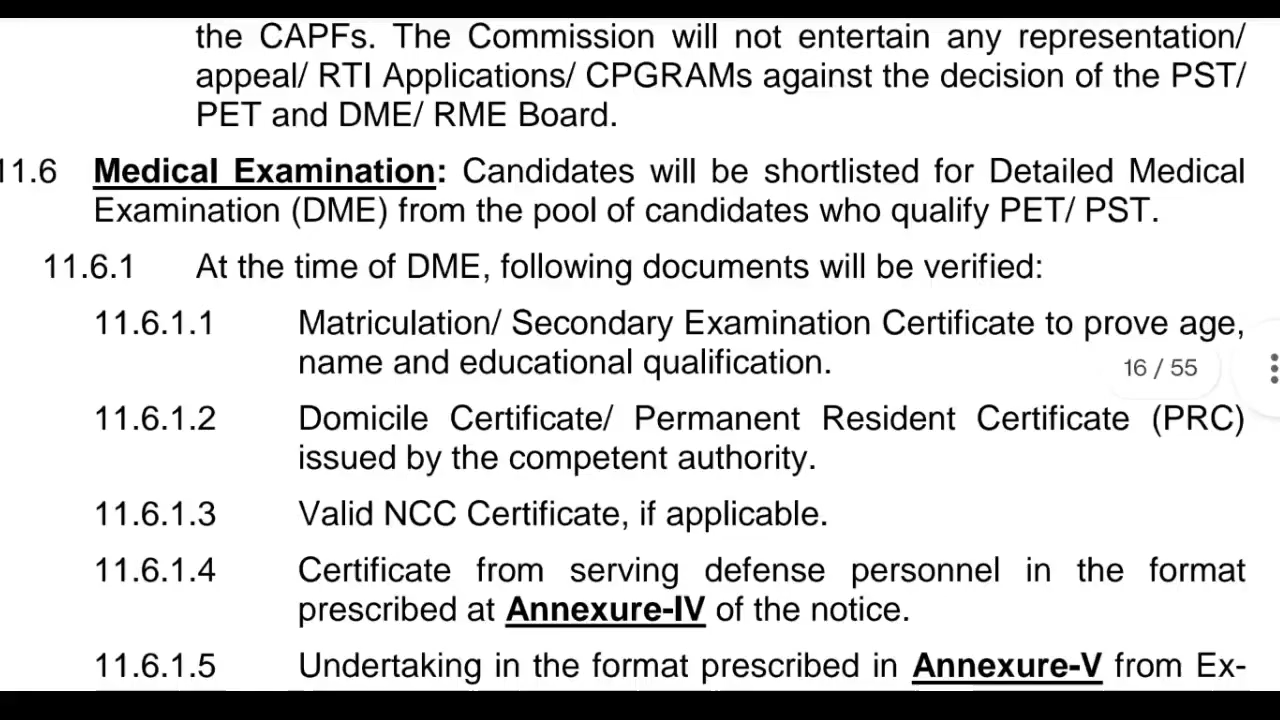 the CAPFs. The Commission will not entertain any representation/
appeal/ RTI Applications/ CPGRAMs against the decision of the PST/
PET and DME/ RME Board.
11.6 Medical Examination: Candidates will be shortlisted for Detailed Medical
Examination (DME) from the pool of candidates who qualify PET/ PST.
11.6.1 At the time of DME, following documents will be verified:
11.6.1.1 Matriculation/ Secondary Examination Certificate to prove age,
name and educational qualification.
16 / 55
11.6.1.2 Domicile Certificate/ Permanent Resident Certificate (PRC)
issued by the competent authority.
11.6.1.3 Valid NCC Certificate, if applicable.
11.6.1.4 Certificate from serving defense personnel in the format
prescribed at Annexure-IV of the notice.
11.6.1.5 Undertaking in the format prescribed in Annexure-V from Ex-